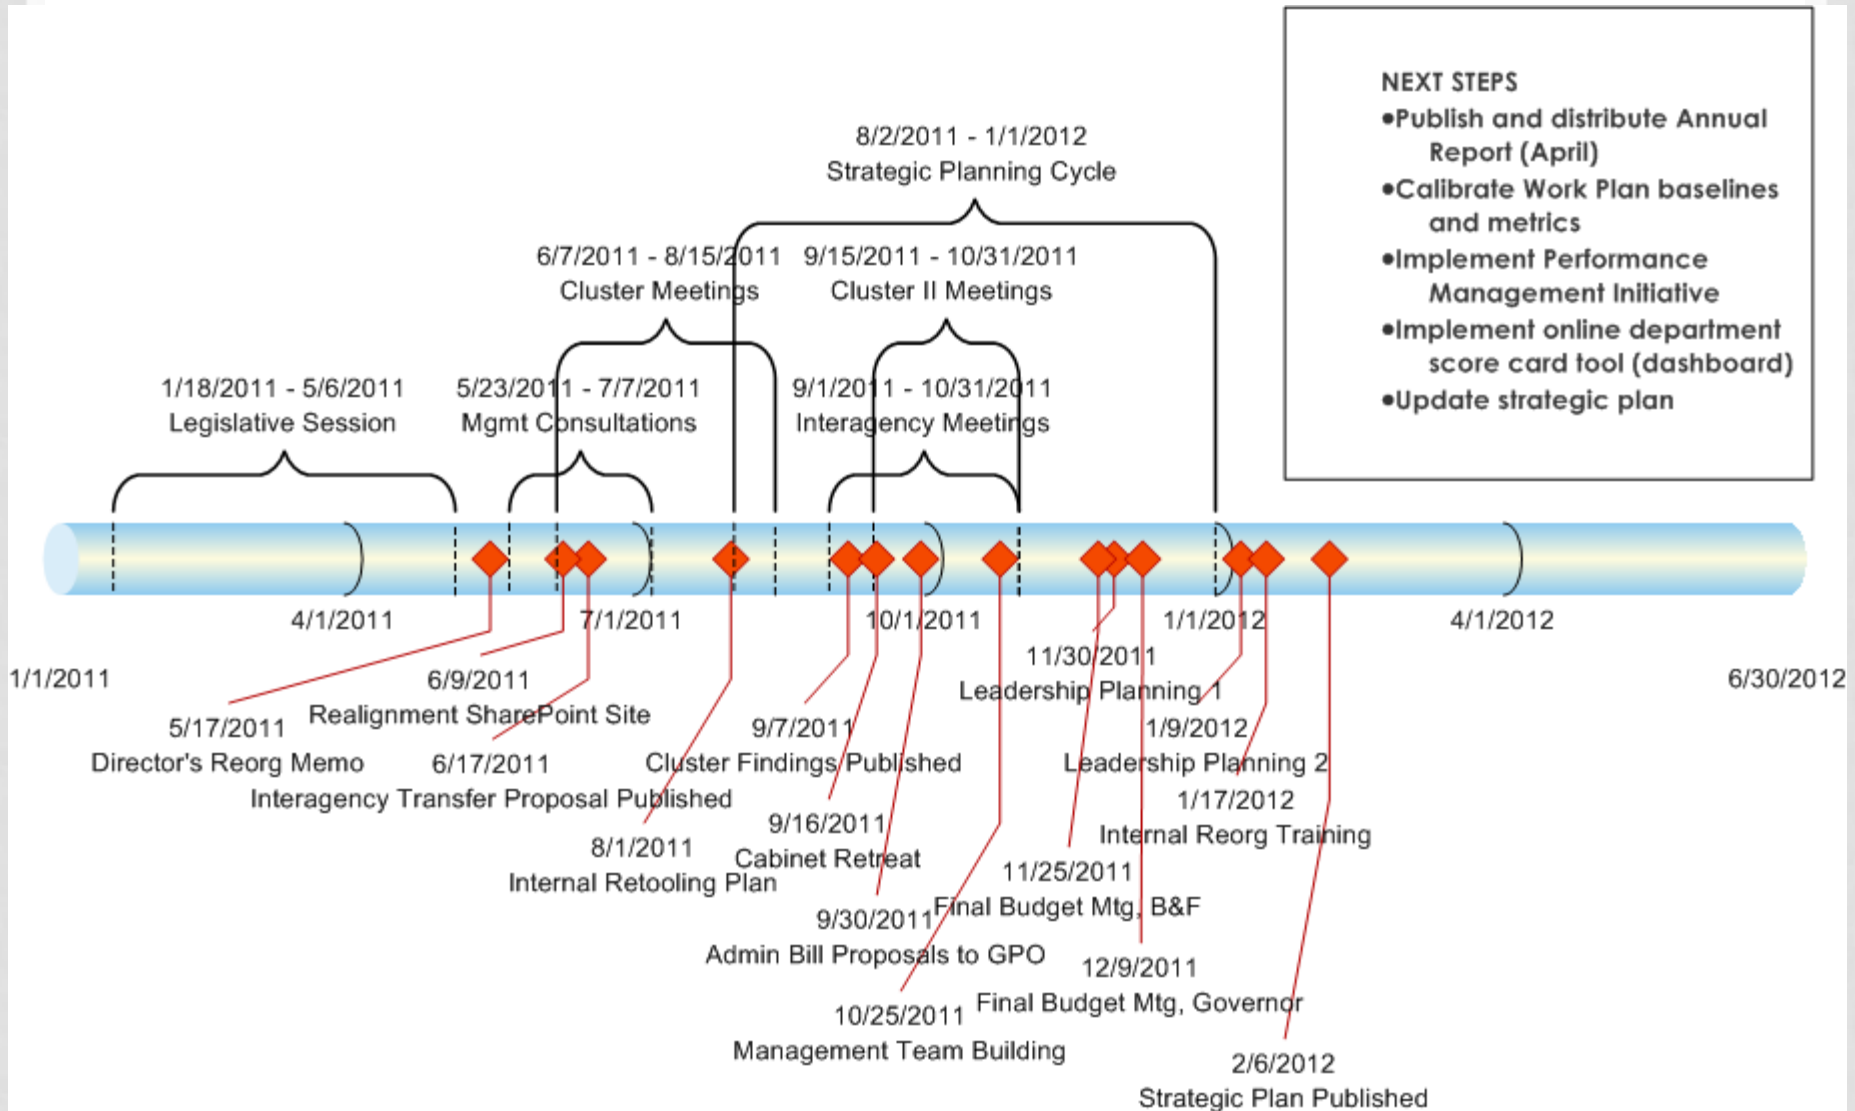 NEXT STEPS
•Publish and distribute Annual
Report (April)
•Calibrate Work Plan baselines
and metrics
•Implement Performance
Management Initiative
•Implement online department
score card tool (dashboard)
•Update strategic plan
8/2/2011 - 1/1/2012
Strategic Planning Cycle
6/7/2011 - 8/15/2011
Cluster Meetings
9/15/2011 - 10/31/2011
Cluster II Meetings
1/18/2011 - 5/6/2011
Legislative Session
5/23/2011 - 7/7/2011
Mgmt Consultations
9/1/2011 - 10/31/2011
Interagency Meetings
4/1/2011
7/1/2011
10/1/2011
1/1/2012
4/1/2012
1/1/2011
6/30/2012
5/17/2011
Director's Reorg Memo
6/9/2011
Realignment SharePoint Site
6/17/2011
Interagency Transfer Proposal Published
8/1/2011
Internal Retooling Plan
9/7/2011
Cluster Findings Published
9/16/2011
Cabinet Retreat
9/30/2011
Admin Bill Proposals to GPO
10/25/2011
Management Team Building
11/30/2011
Leadership Planning 1
1/9/2012
Leadership Planning 2
1/17/2012
Internal Reorg Training
11/25/2011
Final Budget Mtg, B&F
12/9/2011
Final Budget Mtg, Governor
2/6/2012
Strategic Plan Published